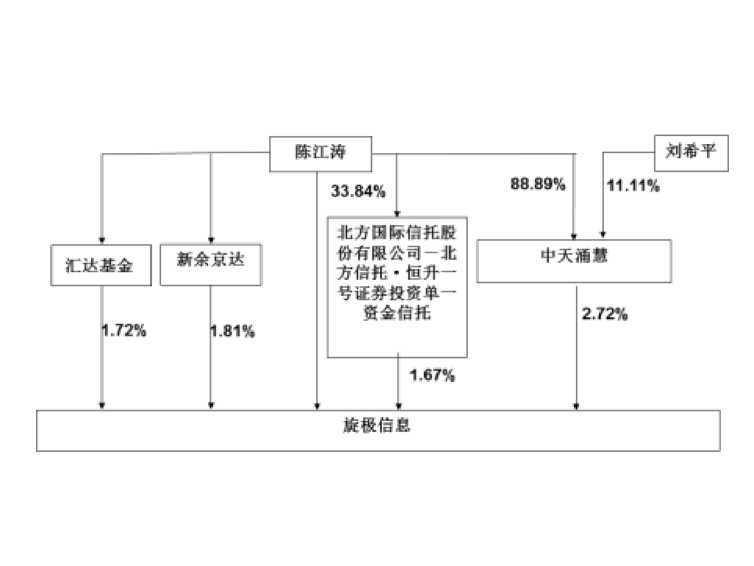 陈江涛
刘希平
33.84%
88.89%
11.11%
汇达基金
新余京达
北方国际信托股
份有限公司—北
方信托·恒升一
号证券投资单一
资金信托
中天涌慧
1.72%
1.81%
1.67%
2.72%
旋极信息